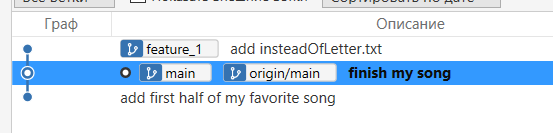 Граф Описание
feature_1 add insteadOfLetter.txt
main origin/main finish my song
add first half of my favorite song